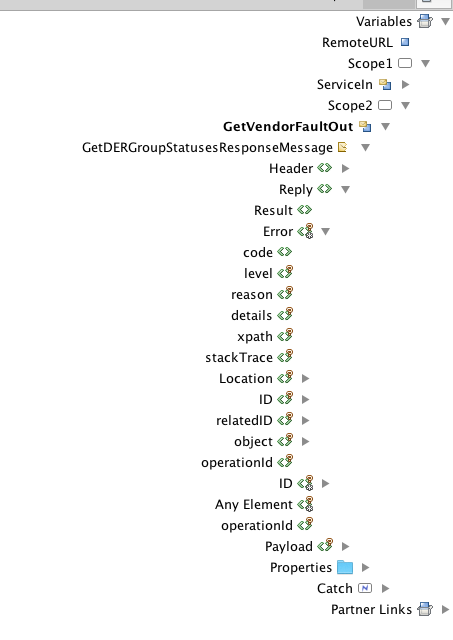 Variables
RemoteURL
Scope1
ServiceIn
Scope2
GetVendorFaultOut
GetDERGroupStatusesResponseMessage
Header
Reply
Result
Error
code
level
reason
details
xpath
stackTrace
Location
ID
relatedID
object
operationId
ID
Any Element
operationId
Payload
Properties
Catch
Partner Links